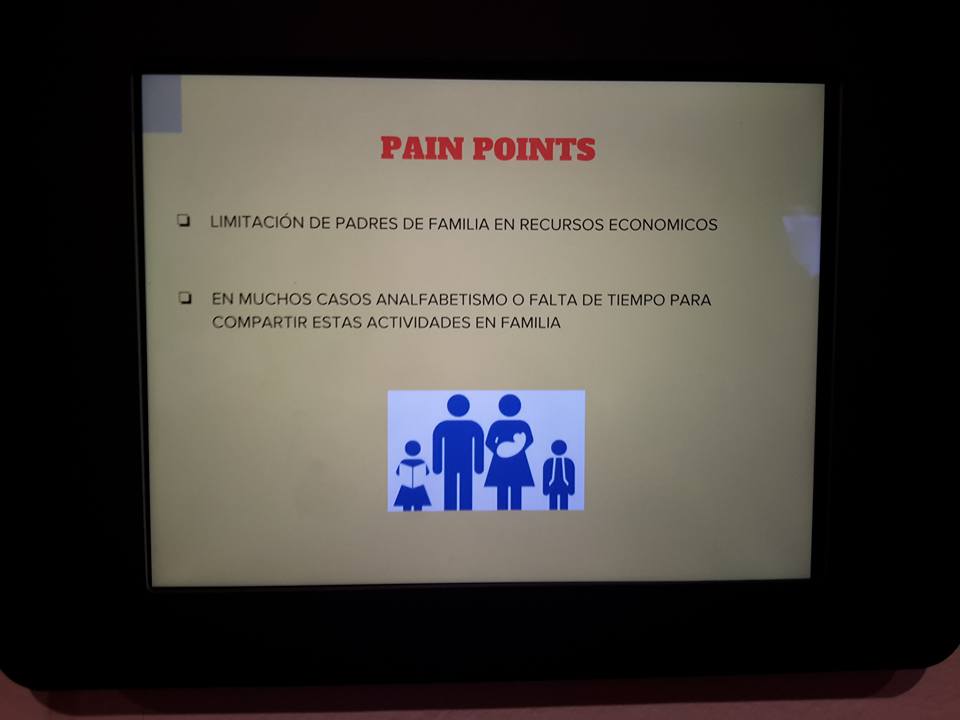 PAIN POINTS
LIMITACIÓN DE PADRES DE FAMILIA EN RECURSOS ECONOMICOS
EN MUCHOS CASOS ANALFABETISMO O FALTA DE TIEMPO PARA
COMPARTIR ESTAS ACTIVIDADES EN FAMILIA